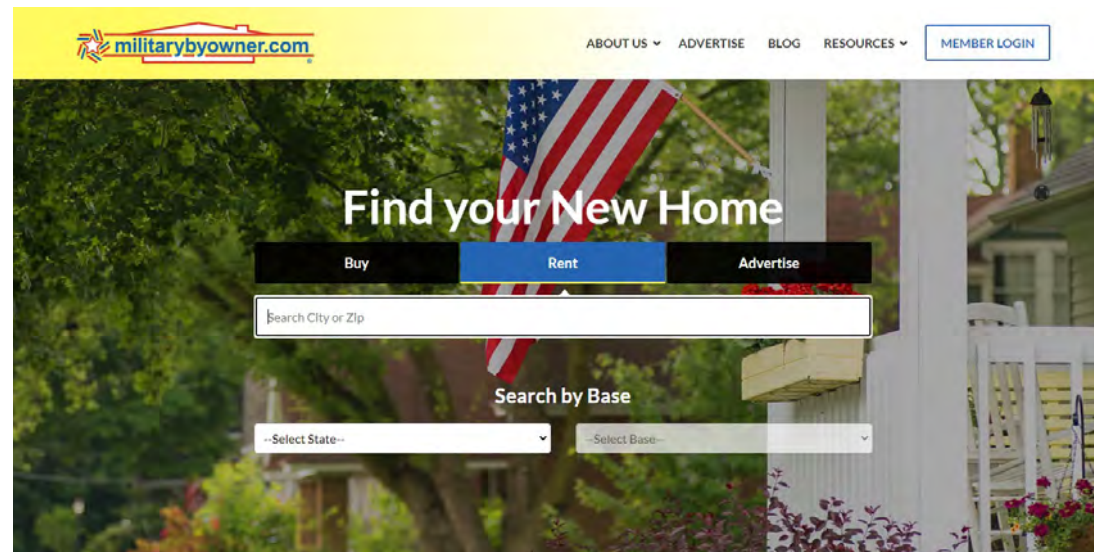 militarybyowner.com
ABOUT US ADVERTISE BLOG RESOURCES MEMBER LOGIN
Find your New Home
Buy Rent Advertise
Search City or Zip
Search by Base
--Select State-- --Select Base--